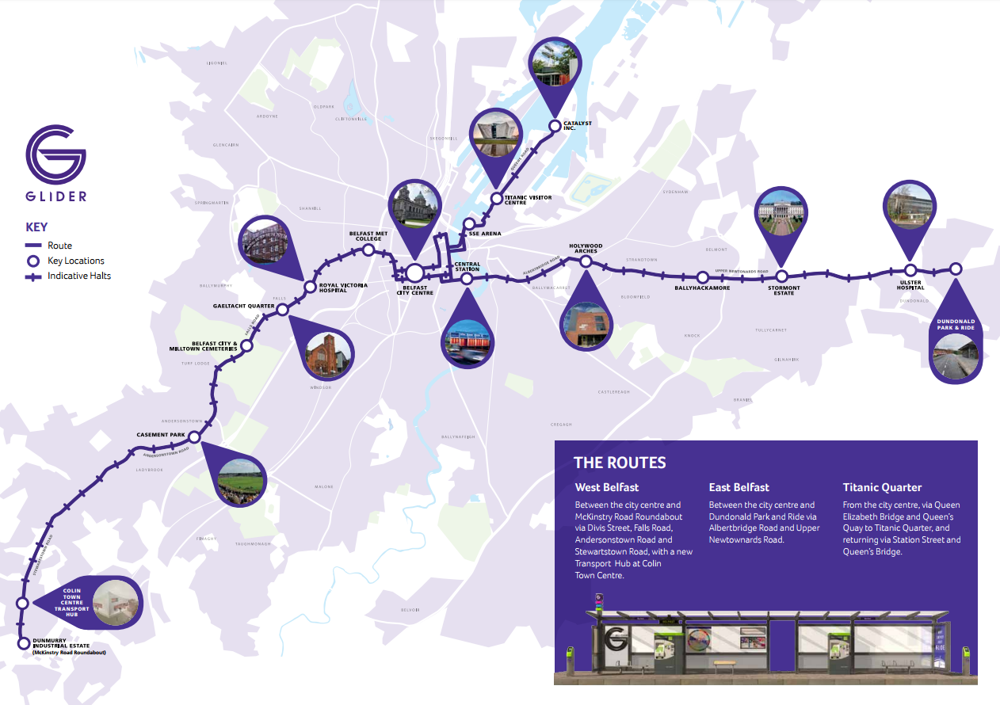 GLIDER
KEY
Route
Key Locations
Indicative Halts
LIGONIEL
OLDPARK
ARDOYNE
CLIFTONVILLE
GLENCAIRN
SKEGONEILL
SPRINGMARTIN
SHANKILL
BALLYMURPHY
FALLS
TURF LODGE
WINDSOR
ANDERSONSTOWN
LADYBROOK
MALONE
FINAGHY
TAUGHMONAGH
BELVOIR
BALLYNAFEIGH
CREGAGH
CASTLEREAGH
BRANIEL
GILNAHIRK
TULLYCARNET
KNOCK
BLOOMFIELD
BALLYMACARRET
STRANDTOWN
BELMONT
SYDENHAM
DUNDONALD
CATALYST
INC.
QUEENS ROAD
TITANIC VISITOR
CENTRE
SSE ARENA
BELFAST MET
COLLEGE
CENTRAL
STATION
BELFAST
CITY CENTRE
ROYAL VICTORIA
HOSPITAL
GAELTACHT QUARTER
FALLS ROAD
BELFAST CITY &
MILLTOWN CEMETERIES
CASEMENT PARK
ANDERSONSTOWN ROAD
STEWARTSTOWN ROAD
COLIN
TOWN
CENTRE
TRANSPORT
HUB
DUNMURRY
INDUSTRIAL ESTATE
(McKinstry Road Roundabout)
ALBERTBRIDGE ROAD
HOLYWOOD
ARCHES
BALLYHACKAMORE
UPPER NEWTONARDS ROAD
STORMONT
ESTATE
ULSTER
HOSPITAL
DUNDONALD
PARK & RIDE
THE ROUTES
West Belfast
Between the city centre and
McKinstry Road Roundabout
via Divis Street, Falls Road,
Andersonstown Road and
Stewartstown Road, with a new
Transport Hub at Colin
Town Centre.
East Belfast
Between the city centre and
Dundonald Park and Ride via
Albertbridge Road and Upper
Newtownards Road.
Titanic Quarter
From the city centre, via Queen
Elizabeth Bridge and Queen's
Quay to Titanic Quarter, and
returning via Station Street and
Queen's Bridge.